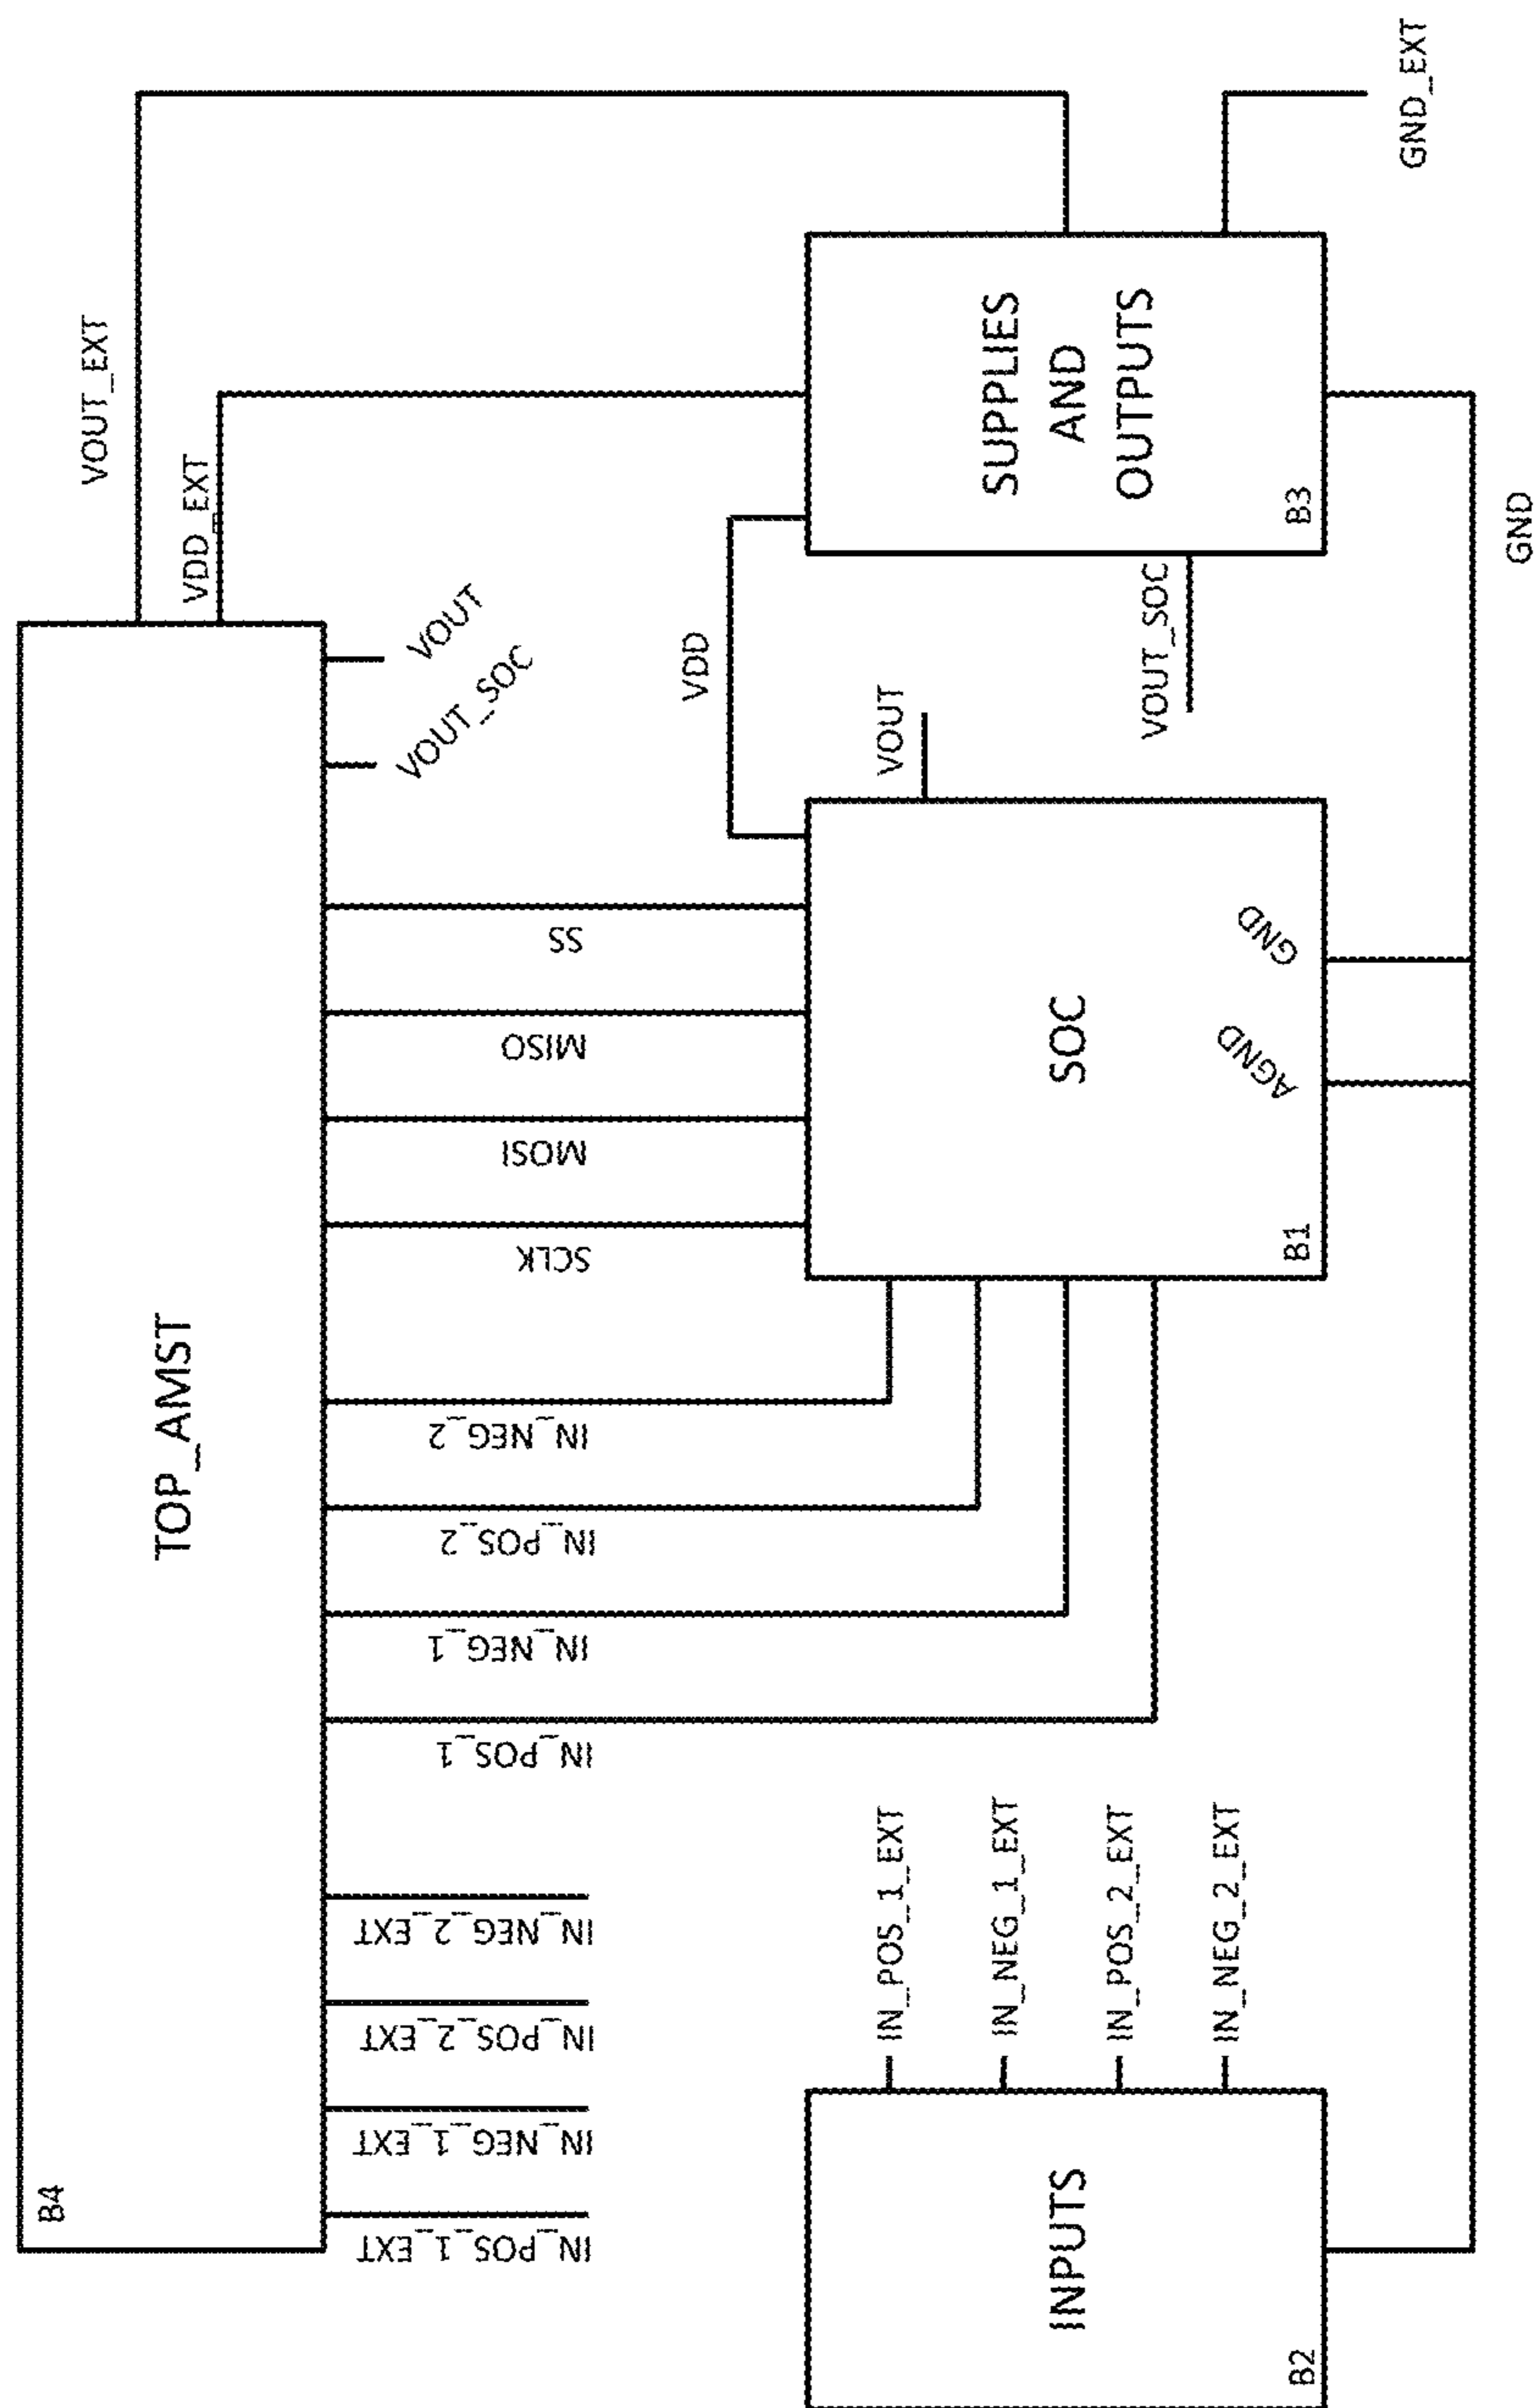 B4
TOP_AMST
VOUT_EXT
VDD_EXT
IN_POS_1_EXT
IN_NEG_1_EXT
IN_POS_2_EXT
IN_NEG_2_EXT
IN_POS_1
IN_NEG_1
IN_POS_2
IN_NEG_2
SCLK
MOSI
MISO
SS
VOUT_SOC
VOUT
VDD
INPUTS
B2
IN_POS_1_EXT
IN_NEG_1_EXT
IN_POS_2_EXT
IN_NEG_2_EXT
SOC
B1
AGND
GND
VOUT
VOUT_SOC
SUPPLIES
AND
OUTPUTS
B3
GND_EXT
GND